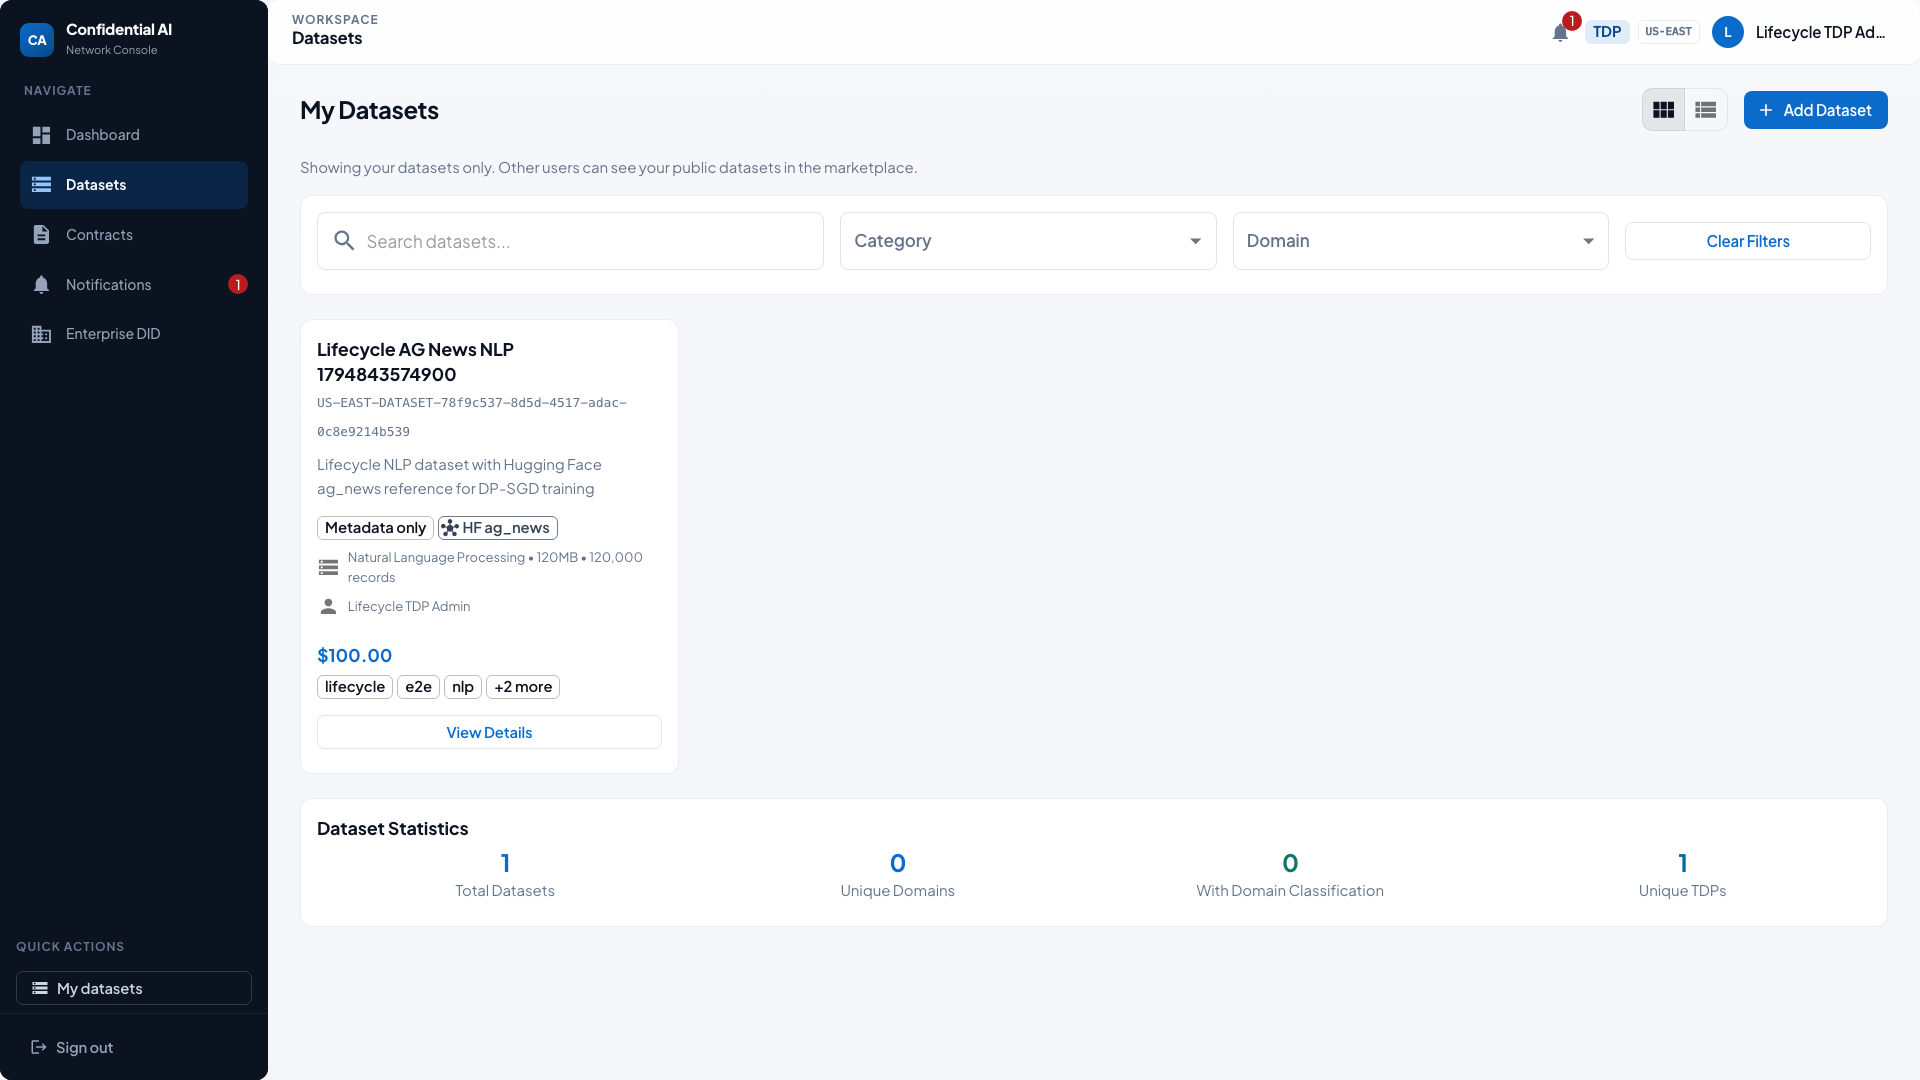 CA
Confidential AI
Network Console
NAVIGATE
Dashboard
Datasets
Contracts
Notifications
1
Enterprise DID
QUICK ACTIONS
My datasets
Sign out
WORKSPACE
Datasets
1
TDP
US-EAST
L
Lifecycle TDP Ad...
My Datasets
Add Dataset
Showing your datasets only. Other users can see your public datasets in the marketplace.
Search datasets...
Category
Domain
Clear Filters
Lifecycle AG News NLP
1794843574900
US-EAST-DATASET-78f9c537-8d5d-4517-adac-
0c8e9214b539
Lifecycle NLP dataset with Hugging Face
ag_news reference for DP-SGD training
Metadata only
HF ag_news
Natural Language Processing • 120MB • 120,000
records
Lifecycle TDP Admin
$100.00
lifecycle
e2e
nlp
+2 more
View Details
Dataset Statistics
1
Total Datasets
0
Unique Domains
0
With Domain Classification
1
Unique TDPs